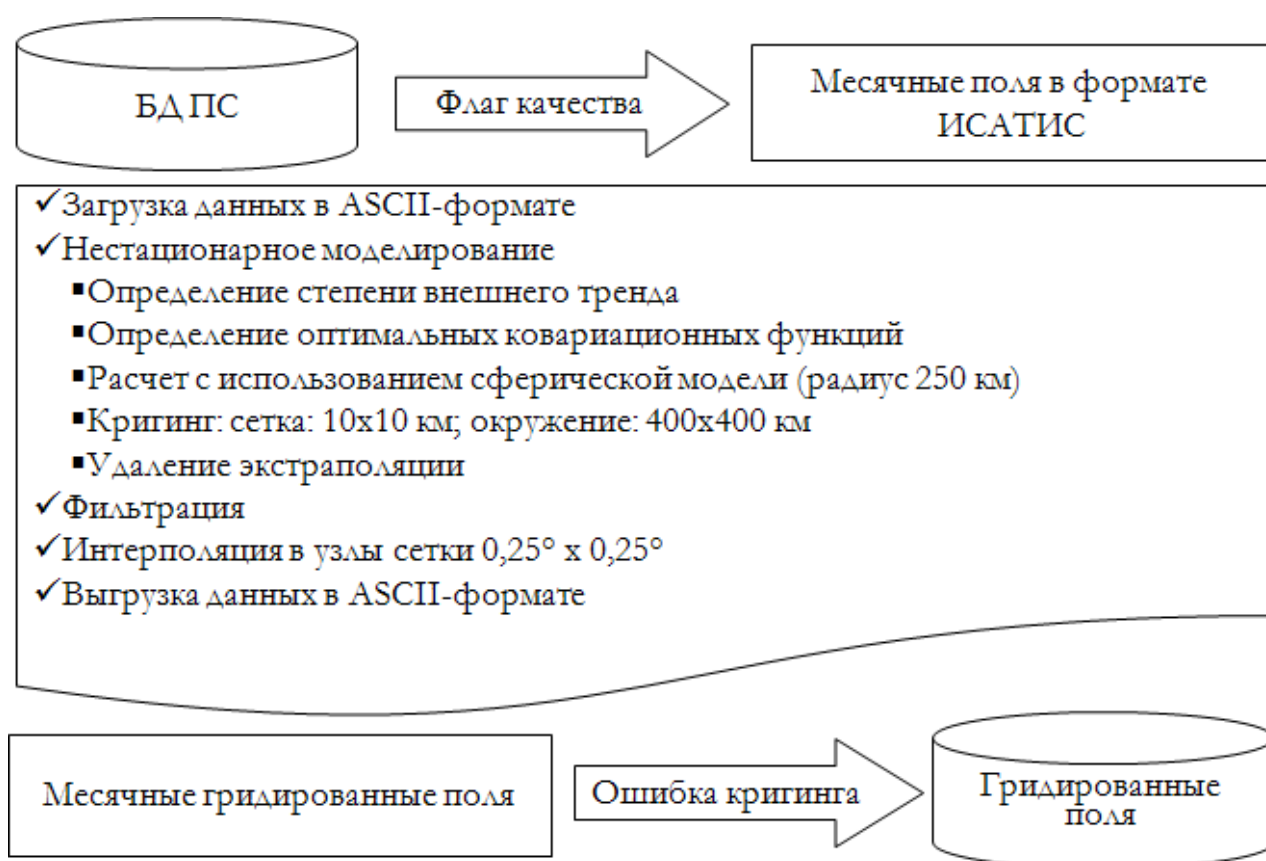 БД ПС
Флаг качества
Месячные поля в формате
ИСАТИС
✓Загрузка данных в ASCII-формате
✓Нестационарное моделирование
▪Определение степени внешнего тренда
▪Определение оптимальных ковариационных функций
▪Расчет с использованием сферической модели (радиус 250 км)
▪Кригинг: сетка: 10х10 км; окружение: 400х400 км
▪Удаление экстраполяции
✓Фильтрация
✓Интерполяция в узлы сетки 0,25° х 0,25°
✓Выгрузка данных в ASCII-формате
Месячные гридированные поля
Ошибка кригинга
Гридированные
поля